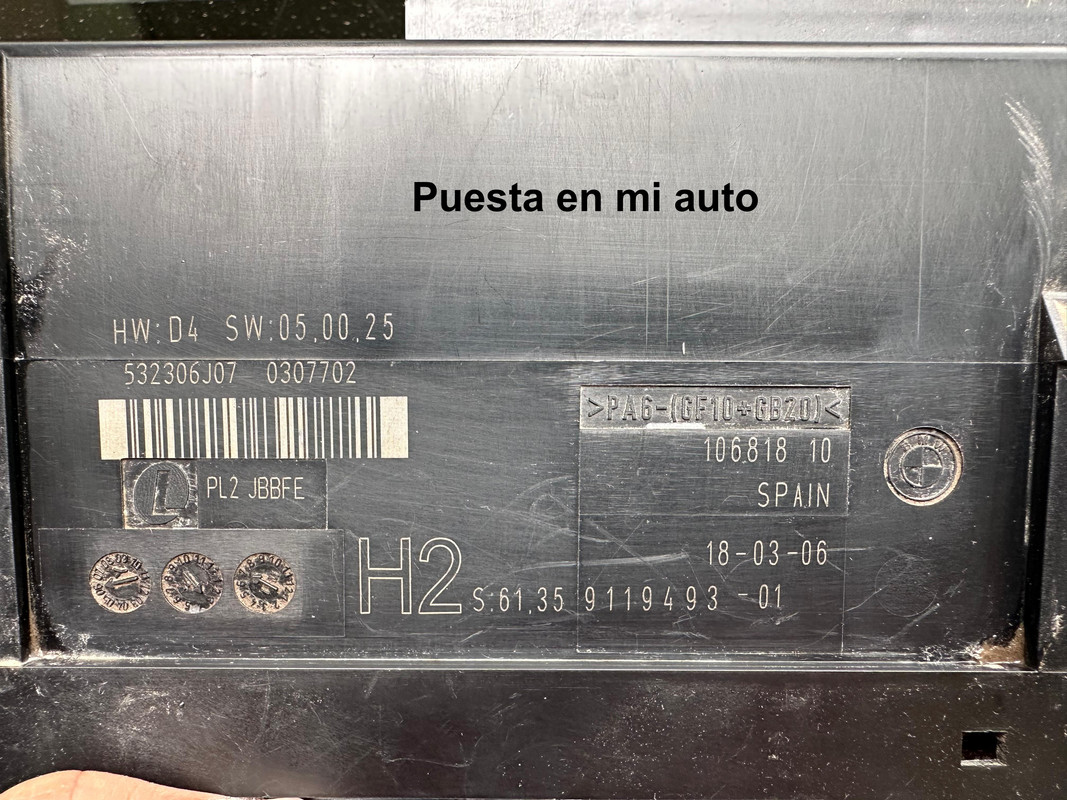 Puesta en mi auto
HW:D4 SW:05.00.25
532306J07 0307702
>PA6-(GF10+GB20)<
106818 10
PL2 JBBFE
SPAIN
18-03-06
H2 S:61.35 9119493 -01